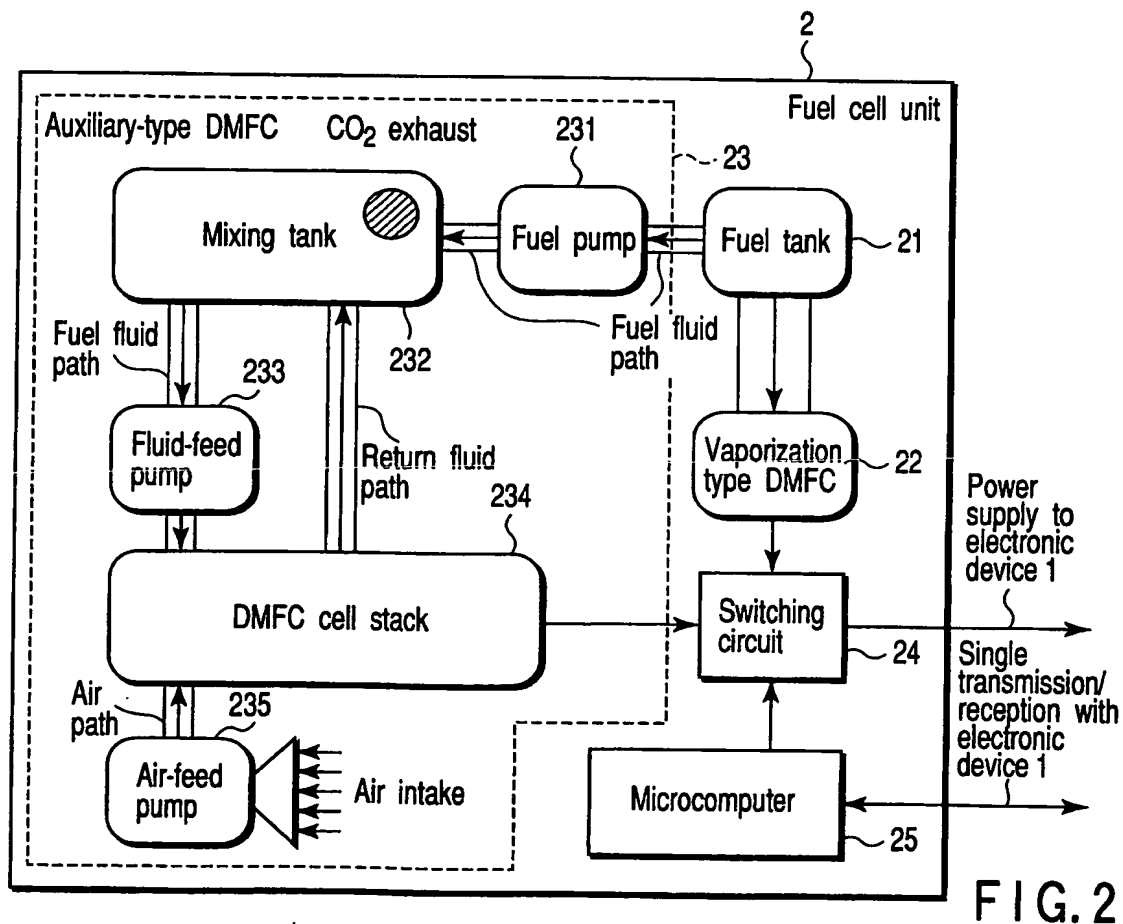 2
Fuel cell unit
Auxiliary-type DMFC
CO2 exhaust
231
23
Mixing tank
Fuel pump
Fuel tank
21
Fuel fluid
path
232
Fuel fluid
path
233
Fluid-feed
pump
Return fluid
path
Vaporization
type DMFC
22
234
Power
supply to
electronic
device 1
DMFC cell stack
Switching
circuit
24
Air
path
235
Single
transmission/
reception with
electronic
device 1
Air-feed
pump
Air intake
Microcomputer
25
FIG. 2